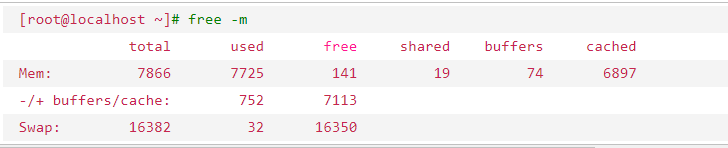 [root@localhost ~]# free -m
total used free shared buffers cached
Mem: 7866 7725 141 19 74 6897
-/+ buffers/cache: 752 7113
Swap: 16382 32 16350